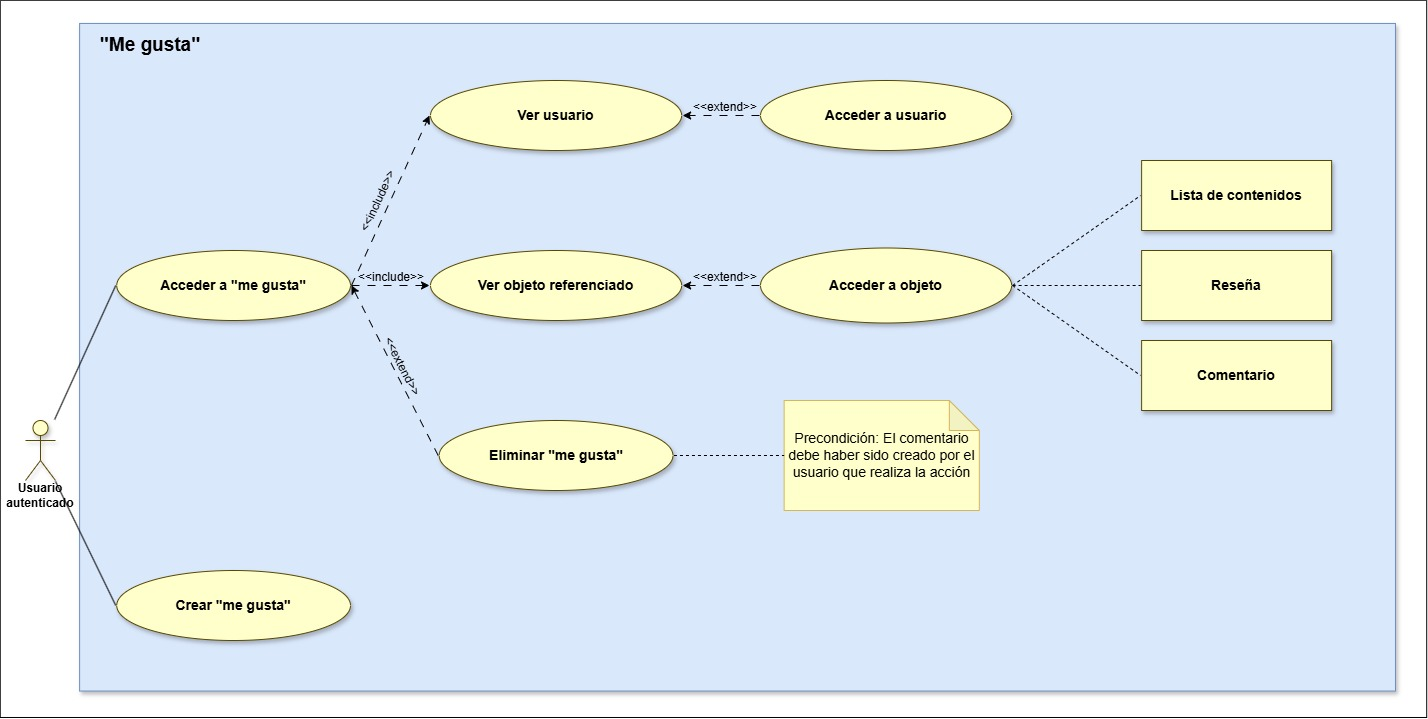 "Me gusta"
Ver usuario
<<extend>>
Acceder a usuario
<<include>>
Lista de contenidos
Acceder a "me gusta"
<<include>>
Ver objeto referenciado
<<extend>>
Acceder a objeto
Reseña
<<extend>>
Comentario
Eliminar "me gusta"
Precondición: El comentario
debe haber sido creado por el
usuario que realiza la acción
Usuario
autenticado
Crear "me gusta"